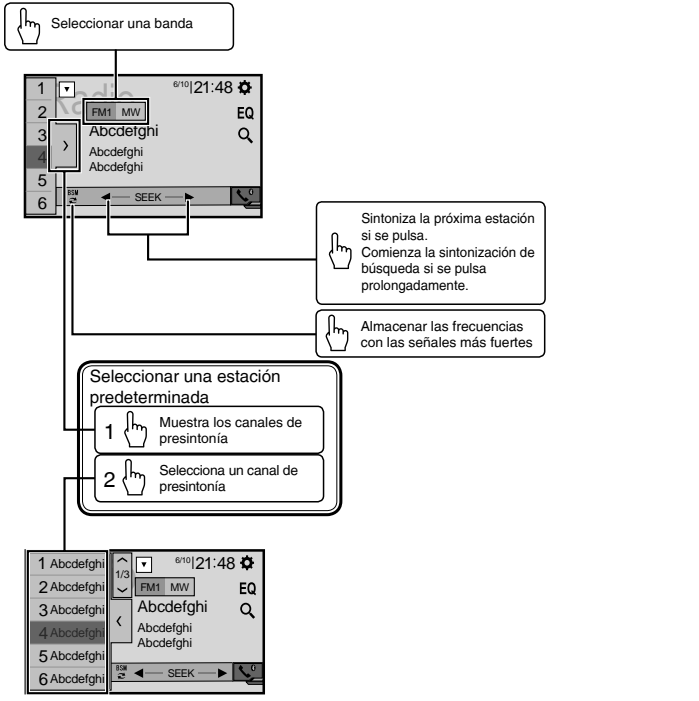 Seleccionar una banda
1
2
3
4
5
6
Radio
6/10 21:48
FM1 MW
EQ
Abcdefghi
Abcdefghi
Abcdefghi
BSM
SEEK
Sintoniza la próxima estación
si se pulsa.
Comienza la sintonización de
búsqueda si se pulsa
prolongadamente.
Almacenar las frecuencias
con las señales más fuertes
Seleccionar una estación
predeterminada
1 Muestra los canales de
presintonía
2 Selecciona un canal de
presintonía
1 Abcdefghi
2 Abcdefghi
3 Abcdefghi
4 Abcdefghi
5 Abcdefghi
6 Abcdefghi
1/3
6/10 21:48
FM1 MW
EQ
Abcdefghi
Abcdefghi
Abcdefghi
BSM
SEEK